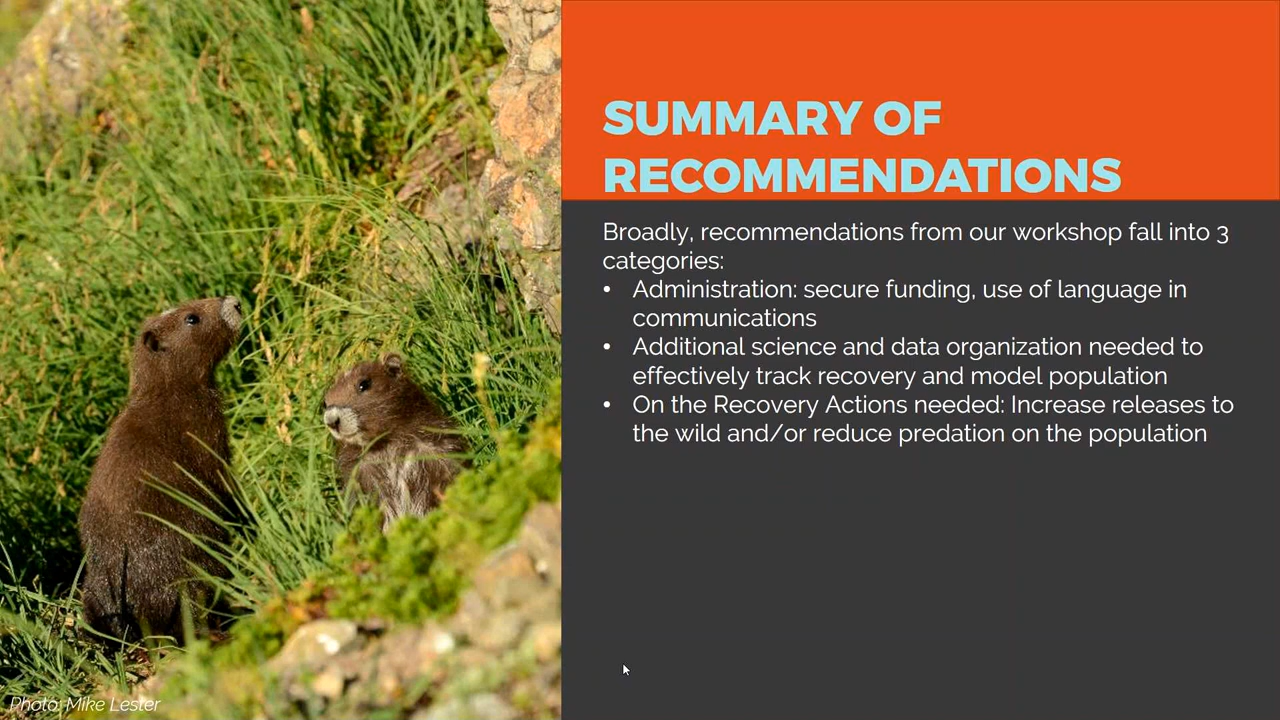 SUMMARY OF
RECOMMENDATIONS
Broadly, recommendations from our workshop fall into 3
categories:
• Administration: secure funding, use of language in
communications
• Additional science and data organization needed to
effectively track recovery and model population
• On the Recovery Actions needed: Increase releases to
the wild and/or reduce predation on the population
Photo: Mike Lester